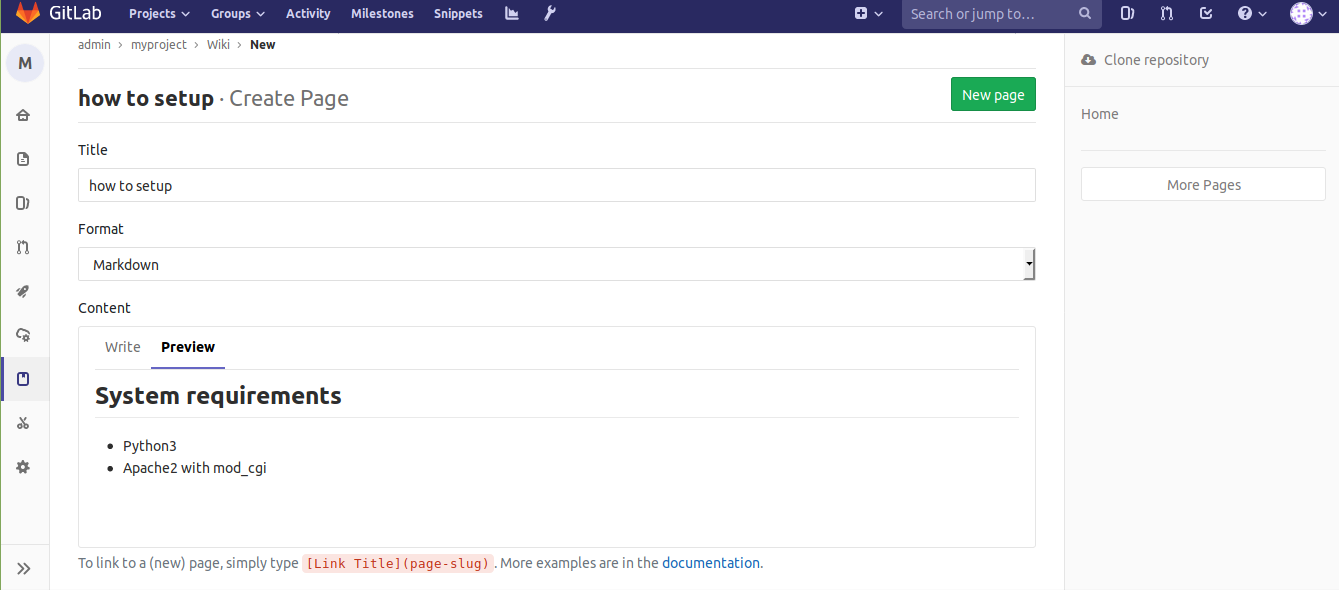 GitLab Projects Groups Activity Milestones Snippets Search or jump to...
admin › myproject › Wiki › New
M
Clone repository
how to setup · Create Page New page
Home
Title
how to setup
More Pages
Format
Markdown
Content
Write Preview
System requirements
• Python3
• Apache2 with mod_cgi
To link to a (new) page, simply type [Link Title](page-slug). More examples are in the documentation.